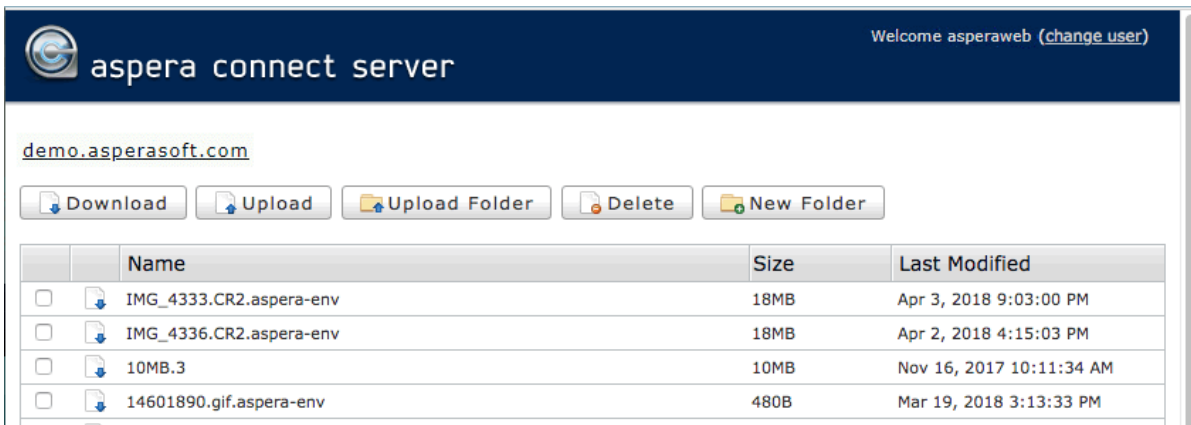 Welcome asperaweb (change user)
aspera connect server
demo.asperasoft.com
Download Upload Upload Folder Delete New Folder
Name Size Last Modified
IMG_4333.CR2.aspera-env 18MB Apr 3, 2018 9:03:00 PM
IMG_4336.CR2.aspera-env 18MB Apr 2, 2018 4:15:03 PM
10MB.3 10MB Nov 16, 2017 10:11:34 AM
14601890.gif.aspera-env 480B Mar 19, 2018 3:13:33 PM